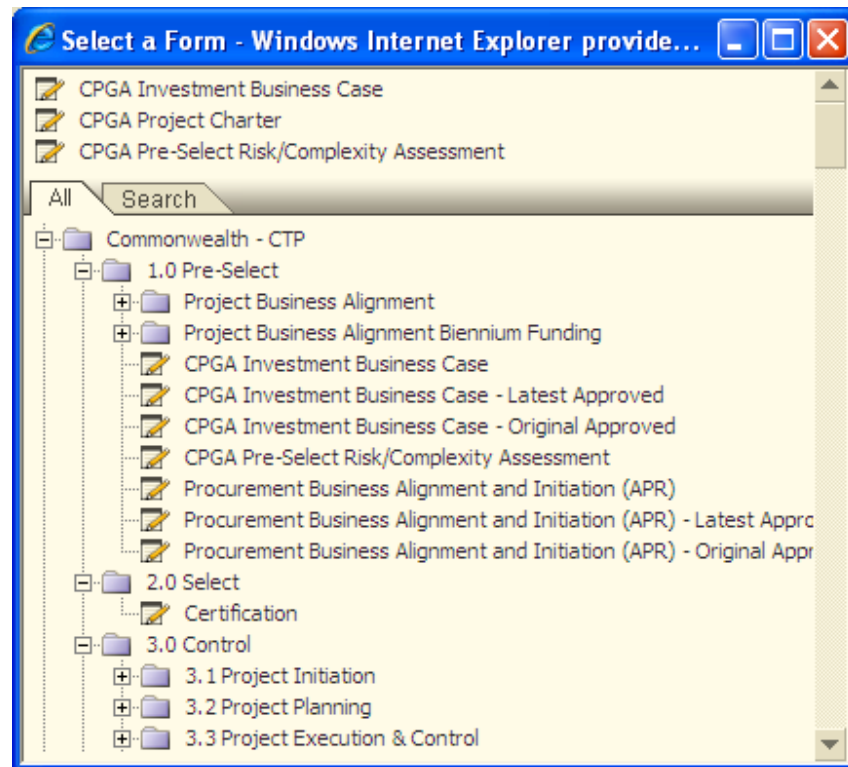 Select a Form - Windows Internet Explorer provide...
CPGA Investment Business Case
CPGA Project Charter
CPGA Pre-Select Risk/Complexity Assessment
All Search
Commonwealth - CTP
1.0 Pre-Select
Project Business Alignment
Project Business Alignment Biennium Funding
CPGA Investment Business Case
CPGA Investment Business Case - Latest Approved
CPGA Investment Business Case - Original Approved
CPGA Pre-Select Risk/Complexity Assessment
Procurement Business Alignment and Initiation (APR)
Procurement Business Alignment and Initiation (APR) - Latest Appro
Procurement Business Alignment and Initiation (APR) - Original Appr
2.0 Select
Certification
3.0 Control
3.1 Project Initiation
3.2 Project Planning
3.3 Project Execution & Control